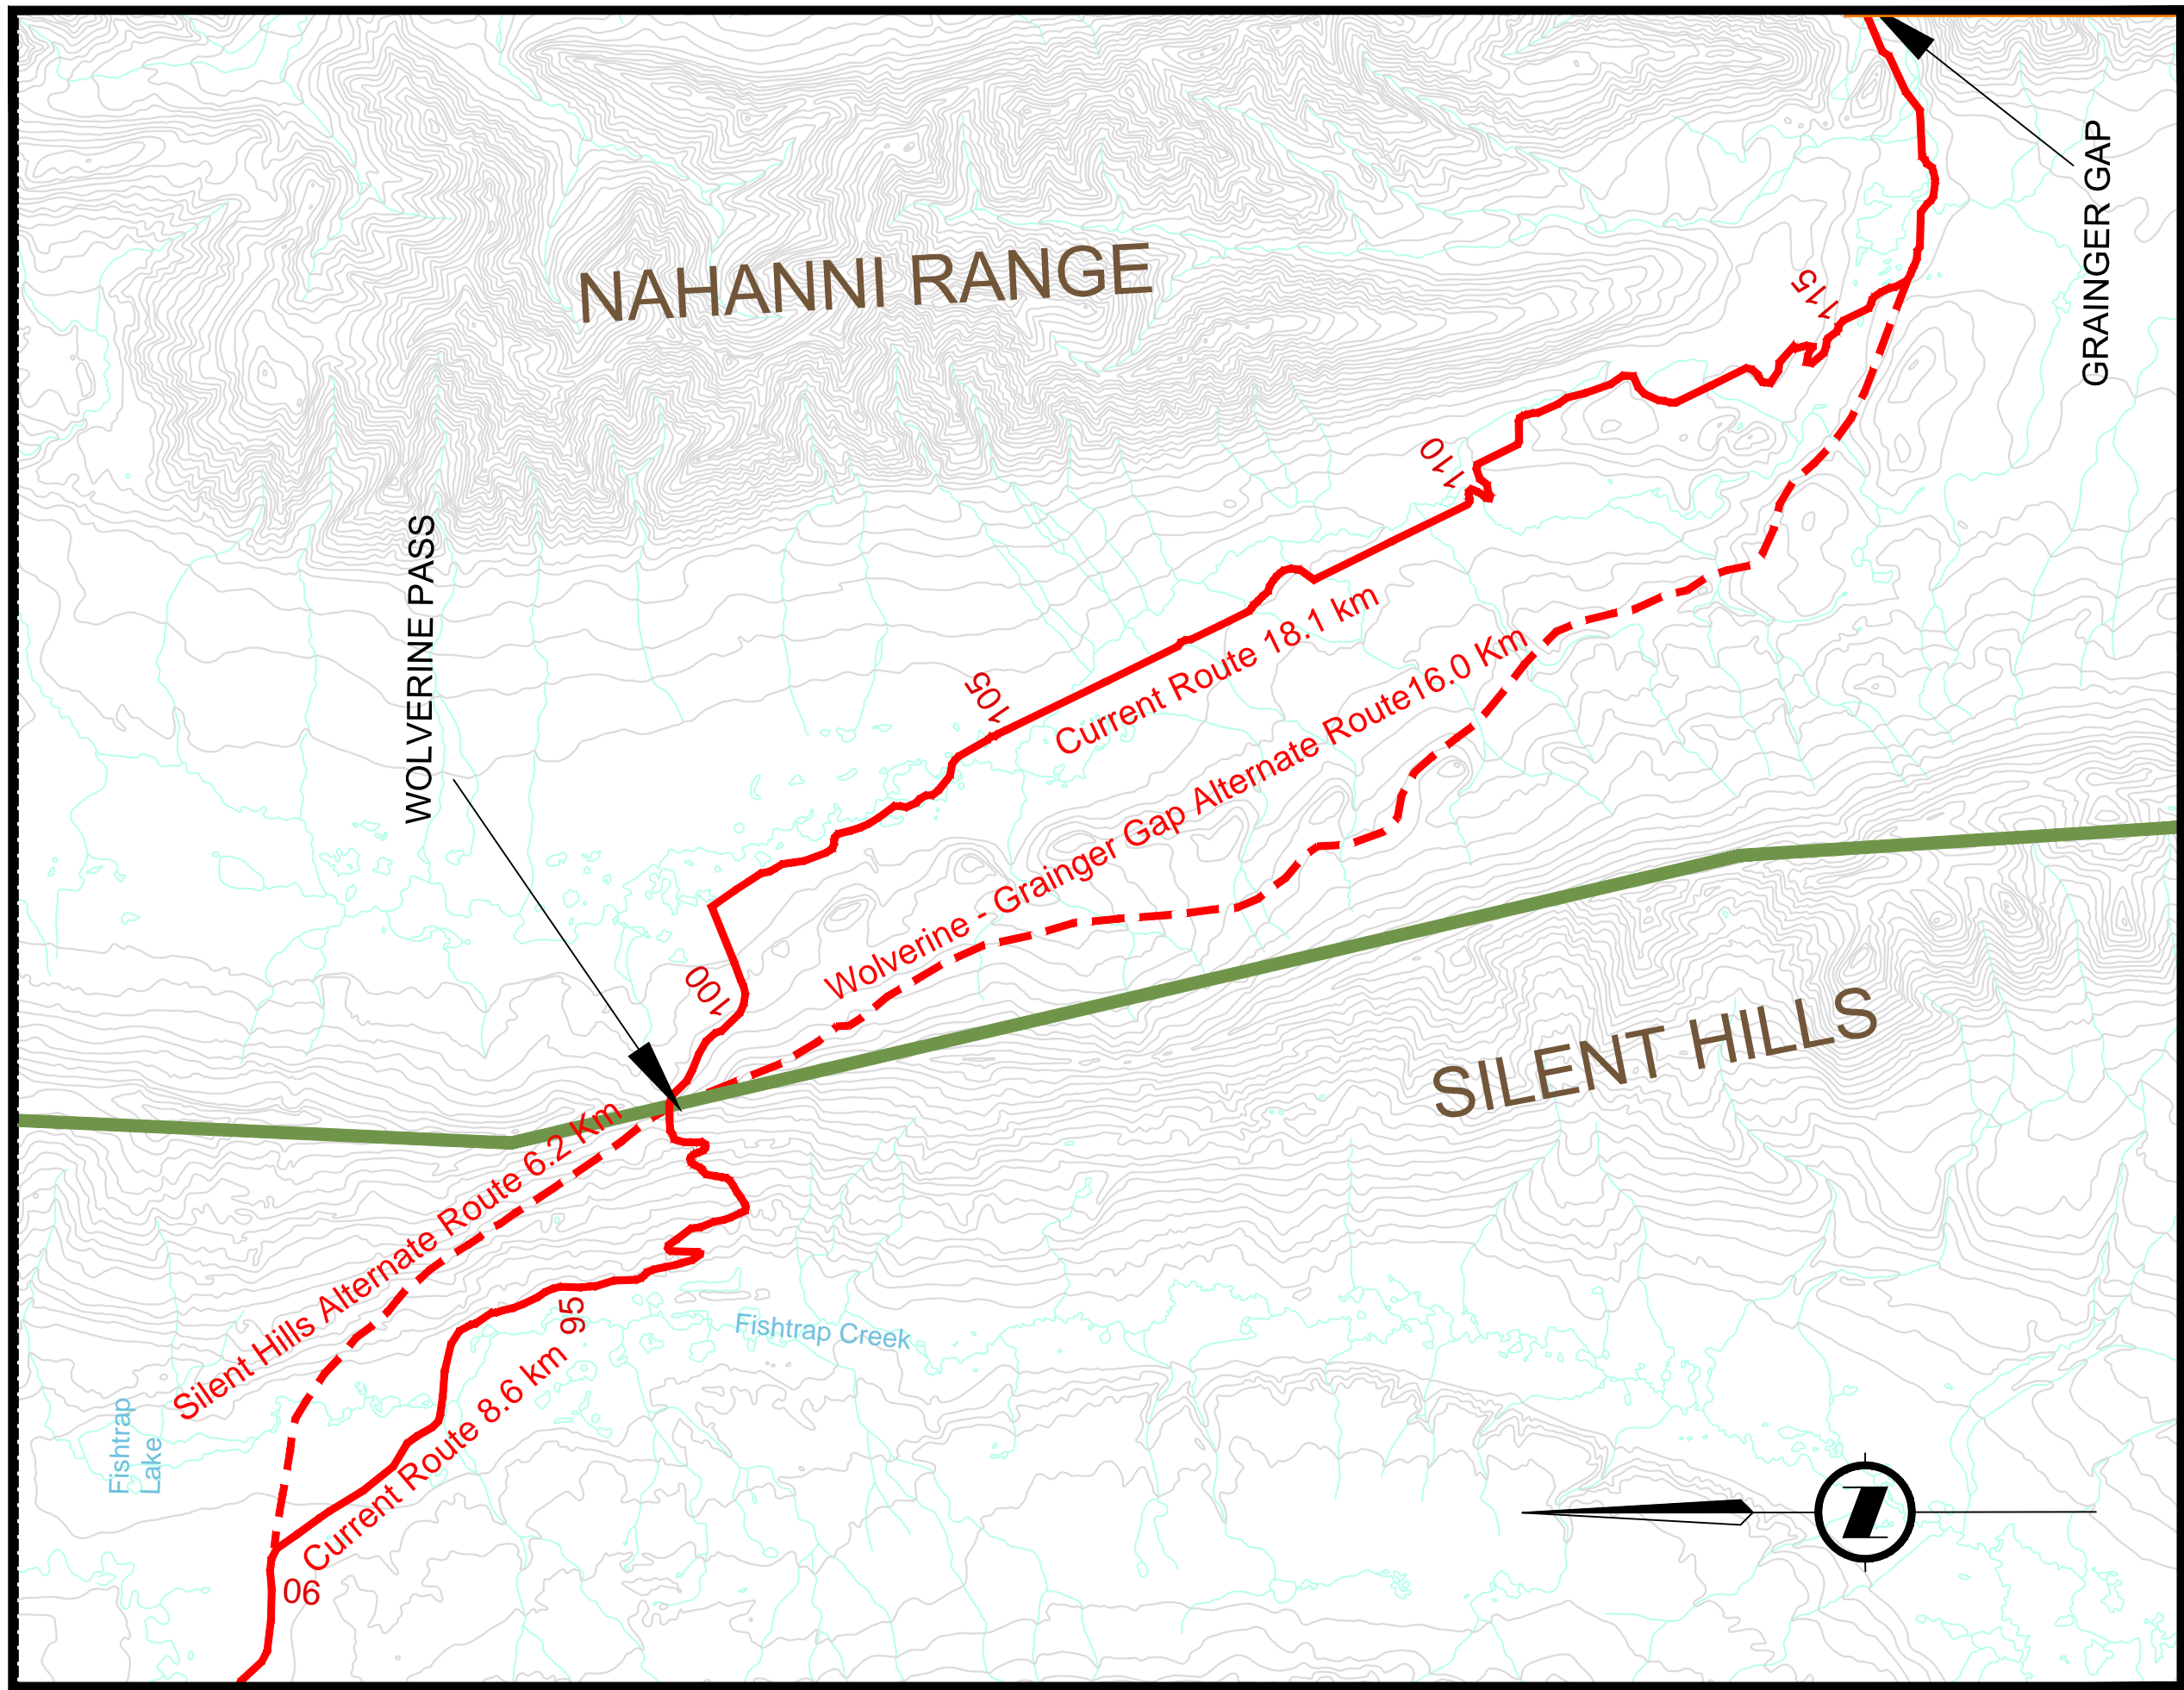 GRAINGER GAP
NAHANNI RANGE
115
110
WOLVERINE PASS
105
Current Route 18.1 km
Wolverine - Grainger Gap Alternate Route16.0 Km
100
SILENT HILLS
Silent Hills Alternate Route 6.2 Km
95
Fishtrap Creek
Current Route 8.6 km
Fishtrap
Lake
90
N